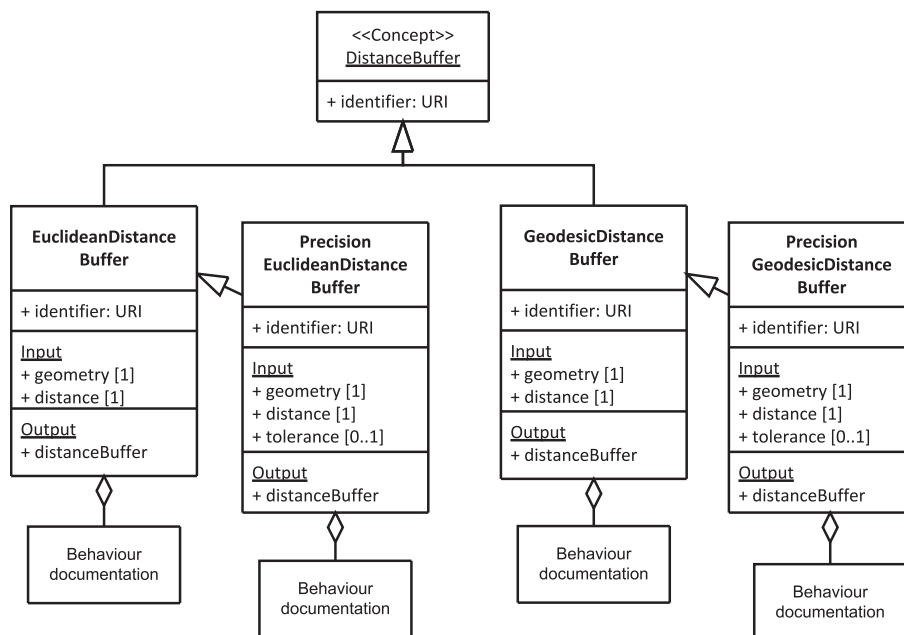 <<Concept>>
DistanceBuffer
+ identifier: URI
EuclideanDistance
Buffer
+ identifier: URI
Input
+ geometry [1]
+ distance [1]
Output
+ distanceBuffer
Behaviour
documentation
Precision
EuclideanDistance
Buffer
+ identifier: URI
Input
+ geometry [1]
+ distance [1]
+ tolerance [0..1]
Output
+ distanceBuffer
Behaviour
documentation
GeodesicDistance
Buffer
+ identifier: URI
Input
+ geometry [1]
+ distance [1]
Output
+ distanceBuffer
Behaviour
documentation
Precision
GeodesicDistance
Buffer
+ identifier: URI
Input
+ geometry [1]
+ distance [1]
+ tolerance [0..1]
Output
+ distanceBuffer
Behaviour
documentation